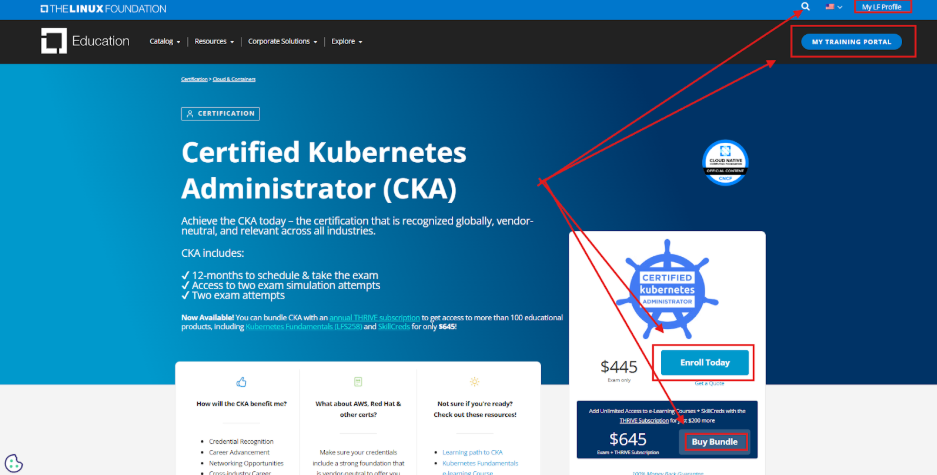 THE LINUX FOUNDATION
My LF Profile
Education
Catalog
Resources
Corporate Solutions
Explore
MY TRAINING PORTAL
Certification > Cloud & Containers
CERTIFICATION
Certified Kubernetes
Administrator (CKA)
Achieve the CKA today – the certification that is recognized globally, vendor-
neutral, and relevant across all industries.
CKA includes:
✓ 12-months to schedule & take the exam
✓ Access to two exam simulation attempts
✓ Two exam attempts
Now Available! You can bundle CKA with an annual THRIVE subscription to get access to more than 100 educational
products, including Kubernetes Fundamentals (LFS258) and SkillCreds for only $645!
CLOUD NATIVE
COMPUTING FOUNDATION
OFFICIAL CONTENT
CNCF
CERTIFIED
kubernetes
ADMINISTRATOR
$445
Exam only
Enroll Today
Get a Quote
Add Unlimited Access to e-Learning Courses + SkillCreds with the
THRIVE Subscription for just $200 more
$645
Exam + THRIVE Subscription
Buy Bundle
100% Money Back Guarantee
How will the CKA benefit me?
• Credential Recognition
• Career Advancement
• Networking Opportunities
• Cross-industry Career
What about AWS, Red Hat &
other certs?
Make sure your credentials
include a strong foundation that
is vendor-neutral to offer you
Not sure if you're ready?
Check out these resources!
• Learning path to CKA
• Kubernetes Fundamentals
e-learning Course